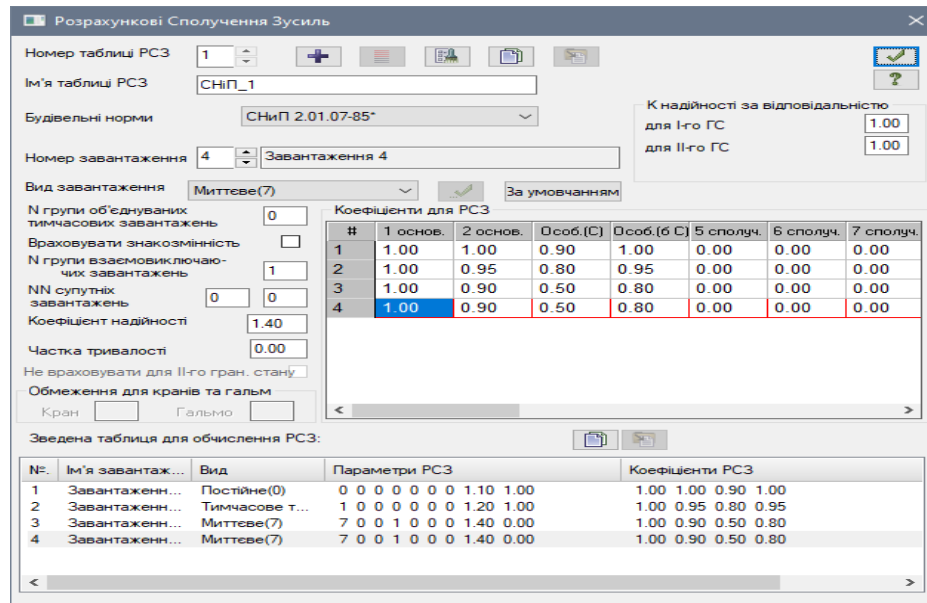 Розрахункові Сполучення Зусиль
Номер таблиці РСЗ 1
Ім'я таблиці РСЗ СНіП_1
Будівельні норми СНиП 2.01.07-85*
К надійності за відповідальністю
для І-го ГС 1.00
для ІІ-го ГС 1.00
Номер завантаження 4 Завантаження 4
Вид завантаження Миттєве(7) За умовчанням
N групи об'єднуваних
тимчасових завантажень 0
Враховувати знакозмінність
N групи взаємовиключаю-
чих завантажень 1
NN супутніх
завантажень 0 0
Коефіцієнт надійності 1.40
Частка тривалості 0.00
Не враховувати для ІІ-го гран. стану
Обмеження для кранів та гальм
Кран Гальмо
Коефіцієнти для РСЗ
# 1 основ. 2 основ. Особ.(С) Особ.(б С) 5 сполуч. 6 сполуч. 7 сполуч.
1 1.00 1.00 0.90 1.00 0.00 0.00 0.00
2 1.00 0.95 0.80 0.95 0.00 0.00 0.00
3 1.00 0.90 0.50 0.80 0.00 0.00 0.00
4 1.00 0.90 0.50 0.80 0.00 0.00 0.00
Зведена таблиця для обчислення РСЗ:
№. Ім'я завантаж... Вид Параметри РСЗ Коефіцієнти РСЗ
1 Завантаженн... Постійне(0) 0 0 0 0 0 0 0 1.10 1.00 1.00 1.00 0.90 1.00
2 Завантаженн... Тимчасове т... 1 0 0 0 0 0 0 1.20 1.00 1.00 0.95 0.80 0.95
3 Завантаженн... Миттєве(7) 7 0 0 1 0 0 0 1.40 0.00 1.00 0.90 0.50 0.80
4 Завантаженн... Миттєве(7) 7 0 0 1 0 0 0 1.40 0.00 1.00 0.90 0.50 0.80